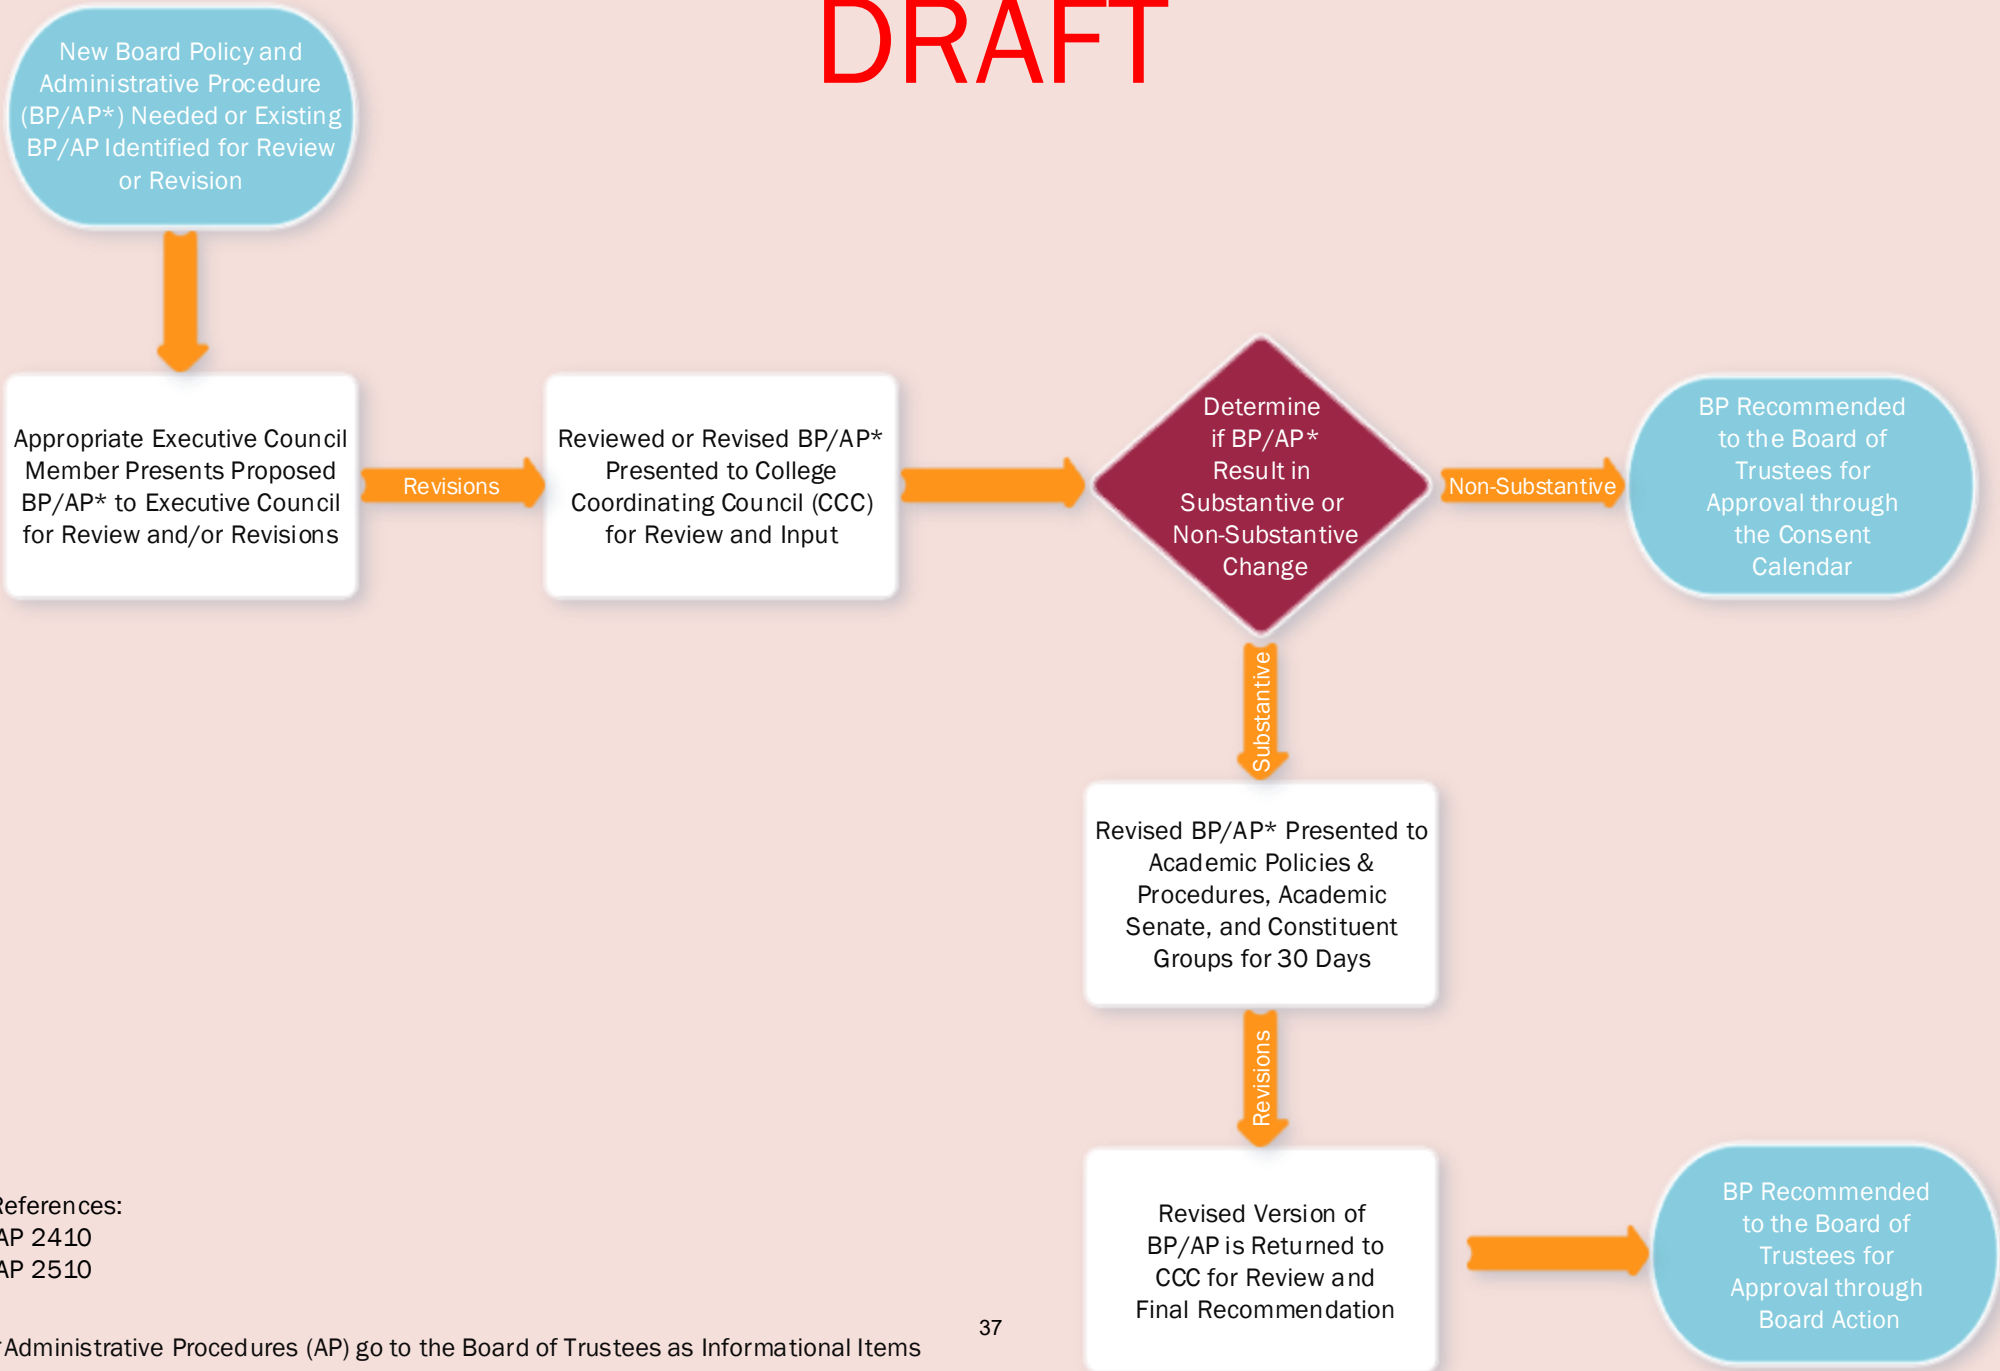 DRAFT
New Board Policy and
Administrative Procedure
(BP/AP*) Needed or Existing
BP/AP Identified for Review
or Revision
Appropriate Executive Council
Member Presents Proposed
BP/AP* to Executive Council
for Review and/or Revisions
Revisions
Reviewed or Revised BP/AP*
Presented to College
Coordinating Council (CCC)
for Review and Input
Determine
if BP/AP*
Result in
Substantive or
Non-Substantive
Change
Non-Substantive
BP Recommended
to the Board of
Trustees for
Approval through
the Consent
Calendar
Substantive
Revised BP/AP* Presented to
Academic Policies &
Procedures, Academic
Senate, and Constituent
Groups for 30 Days
Revisions
Revised Version of
BP/AP is Returned to
CCC for Review and
Final Recommendation
BP Recommended
to the Board of
Trustees for
Approval through
Board Action
References:
AP 2410
AP 2510
*Administrative Procedures (AP) go to the Board of Trustees as Informational Items
37